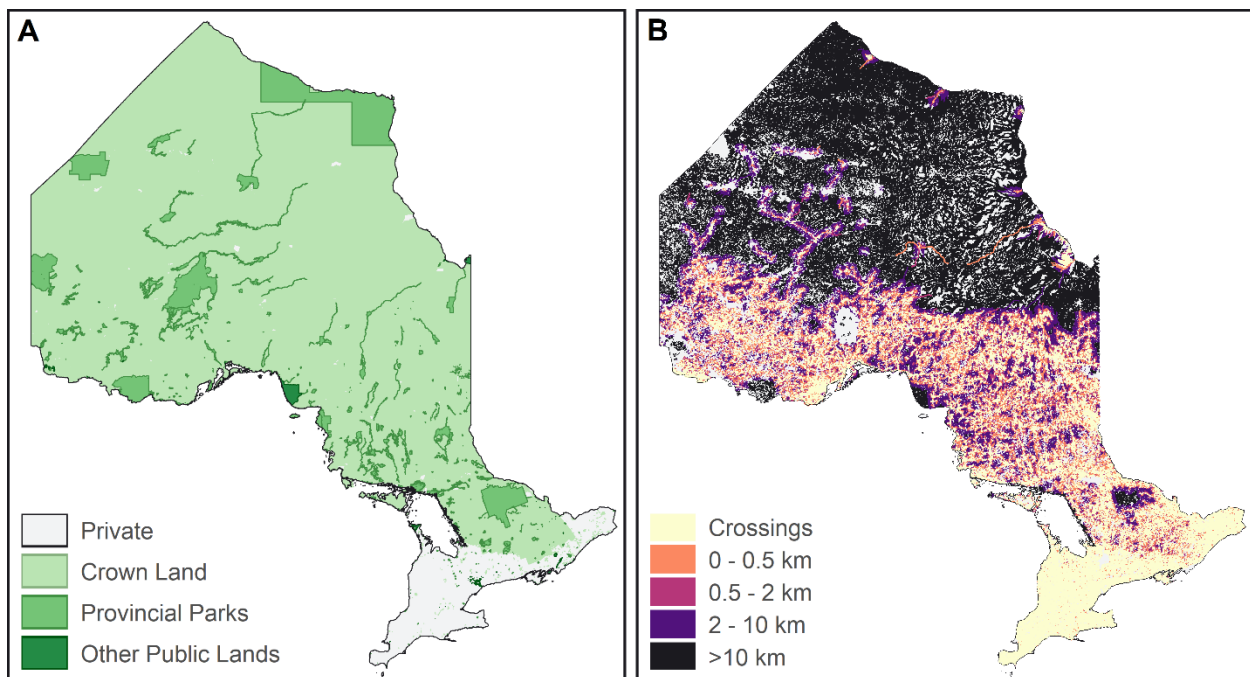 A
Private
Crown Land
Provincial Parks
Other Public Lands
B
Crossings
0 - 0.5 km
0.5 - 2 km
2 - 10 km
>10 km